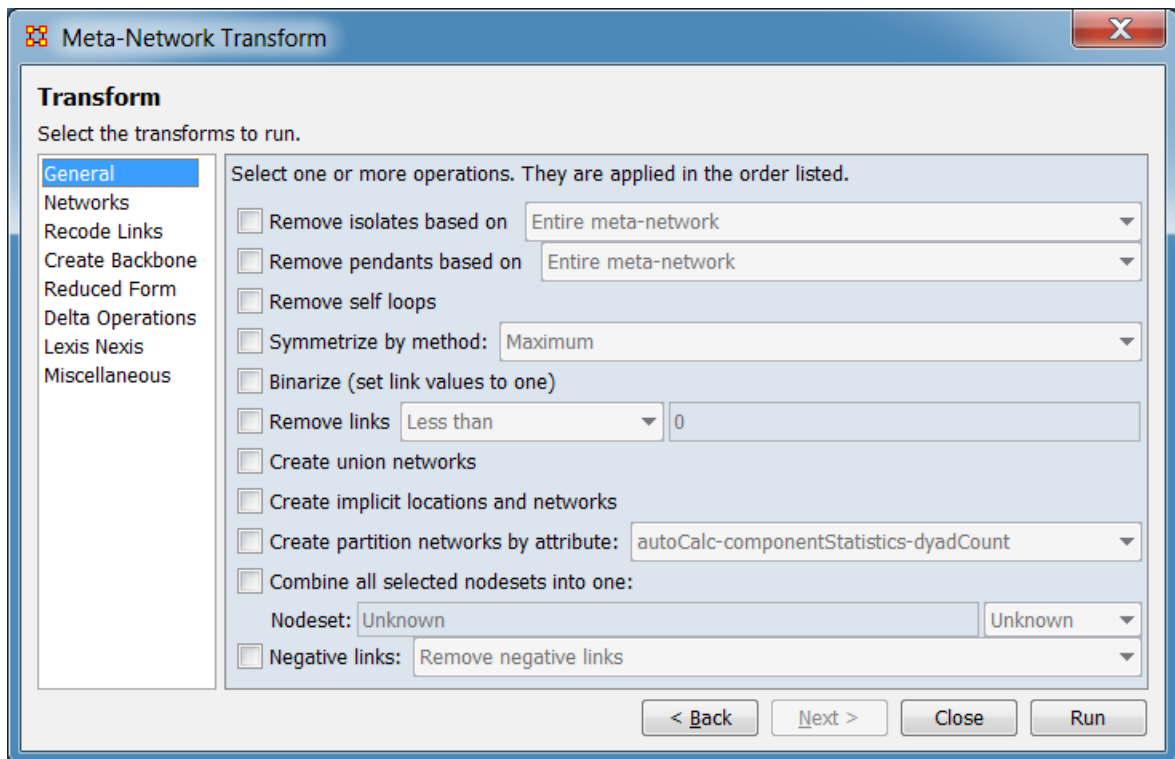 Meta-Network Transform
Transform
Select the transforms to run.
General
Networks
Recode Links
Create Backbone
Reduced Form
Delta Operations
Lexis Nexis
Miscellaneous
Select one or more operations. They are applied in the order listed.
Remove isolates based on Entire meta-network
Remove pendants based on Entire meta-network
Remove self loops
Symmetrize by method: Maximum
Binarize (set link values to one)
Remove links Less than 0
Create union networks
Create implicit locations and networks
Create partition networks by attribute: autoCalc-componentStatistics-dyadCount
Combine all selected nodesets into one:
Nodeset: Unknown Unknown
Negative links: Remove negative links
< Back Next > Close Run